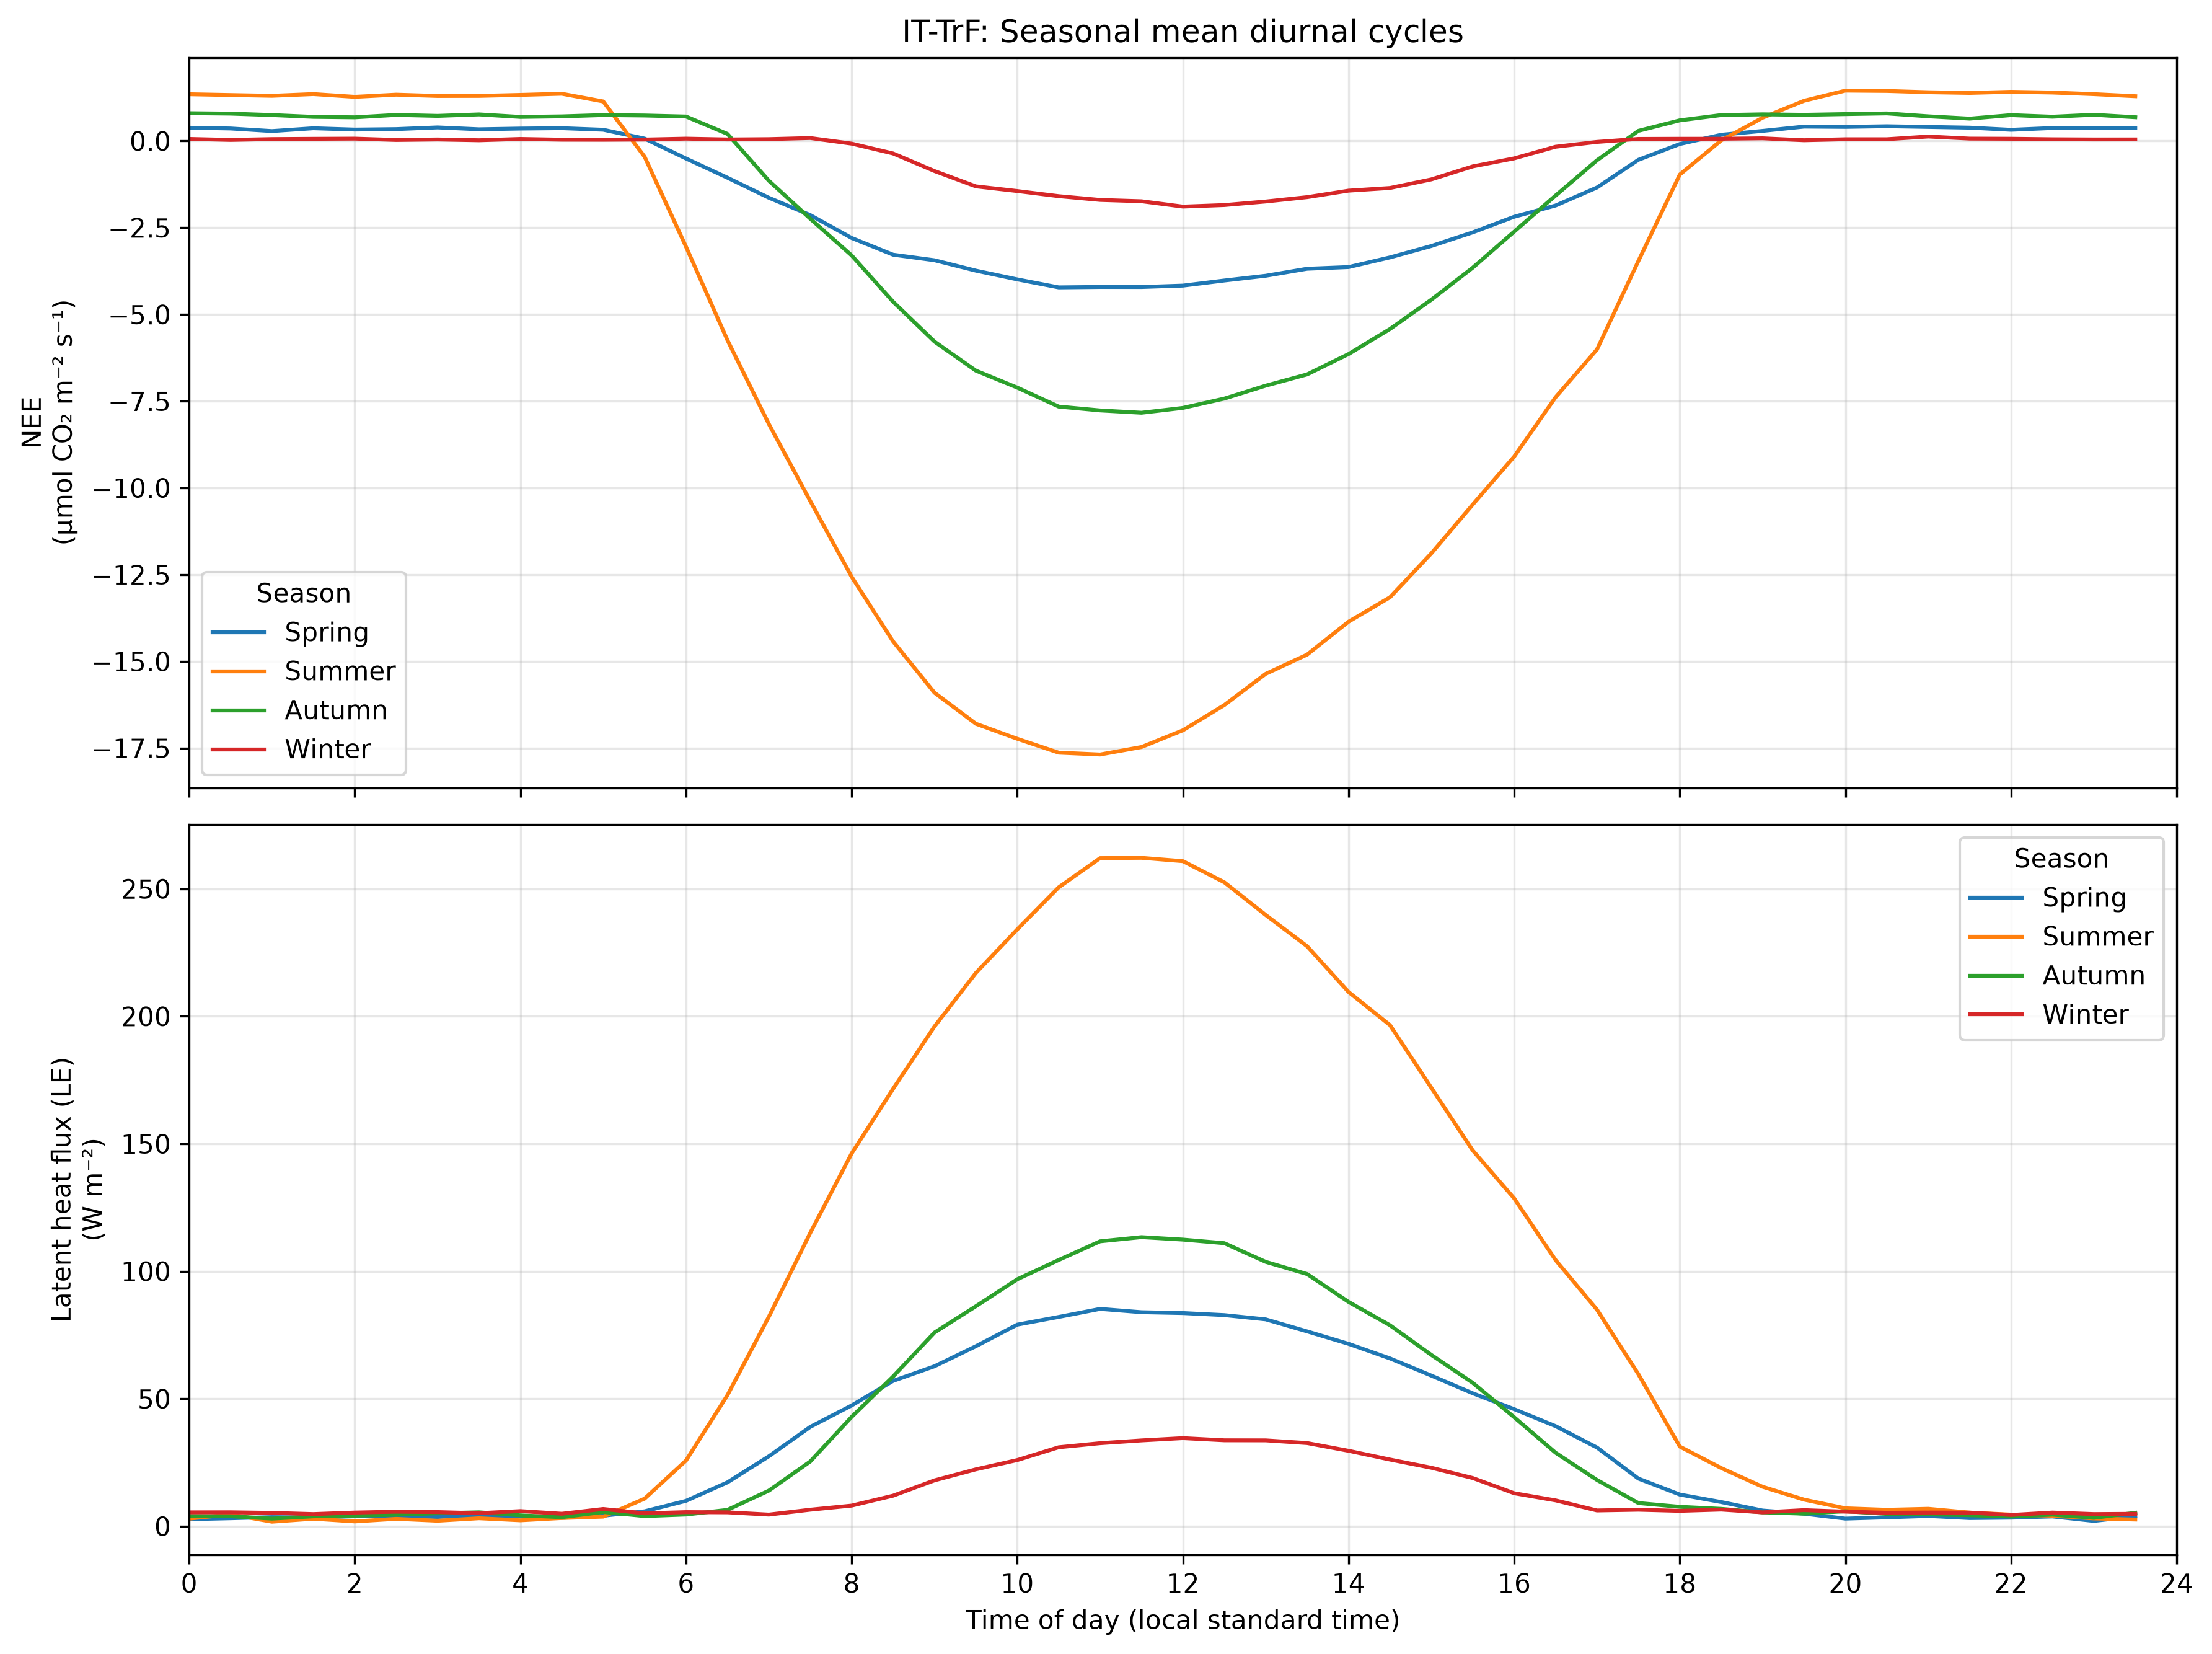 IT-TrF: Seasonal mean diurnal cycles
NEE
(µmol CO₂ m⁻² s⁻¹)
0.0
−2.5
−5.0
−7.5
−10.0
−12.5
−15.0
−17.5
Season
Spring
Summer
Autumn
Winter
Latent heat flux (LE)
(W m⁻²)
250
200
150
100
50
0
Season
Spring
Summer
Autumn
Winter
0 2 4 6 8 10 12 14 16 18 20 22 24
Time of day (local standard time)